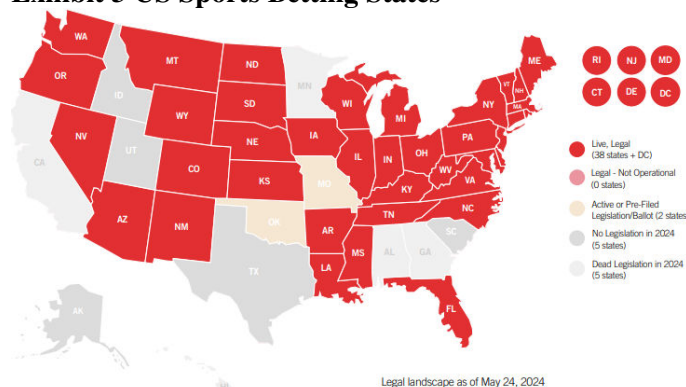 Exhibit US Sports Betting States
WA
MT
ND
MN
ME
OR
ID
SD
WI
VT
NH
NY
MA
WY
MI
NV
NE
IA
PA
CA
UT
CO
IL
IN
OH
WV
VA
KS
MO
KY
AZ
NM
OK
AR
TN
NC
SC
MS
AL
GA
TX
LA
FL
AK
RI
NJ
MD
CT
DE
DC
Live, Legal
(38 states + DC)
Legal - Not Operational
(0 states)
Active or Pre-Filed
Legislation/Ballot (2 states
No Legislation in 2024
(5 states)
Dead Legislation in 2024
(5 states)
Legal landscape as of May 24, 2024